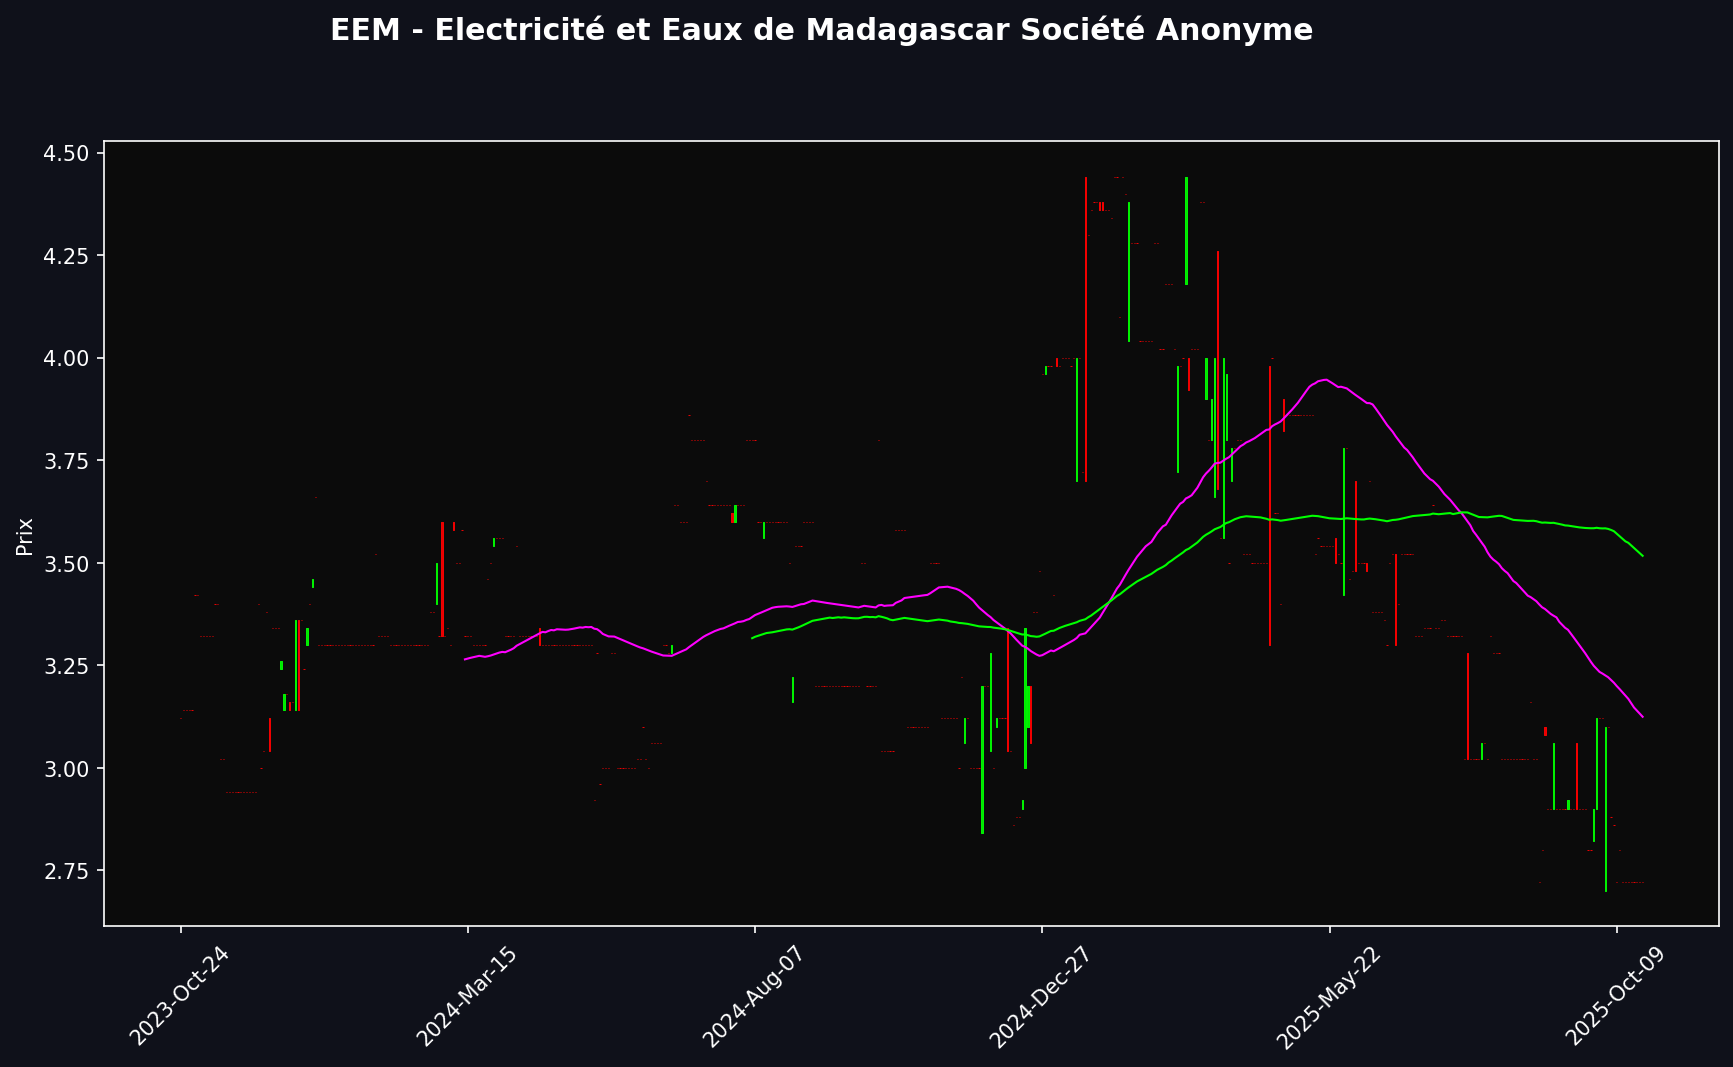 EEM - Electricité et Eaux de Madagascar Société Anonyme
Prix
4.50
4.25
4.00
3.75
3.50
3.25
3.00
2.75
2023-Oct-24
2024-Mar-15
2024-Aug-07
2024-Dec-27
2025-May-22
2025-Oct-09